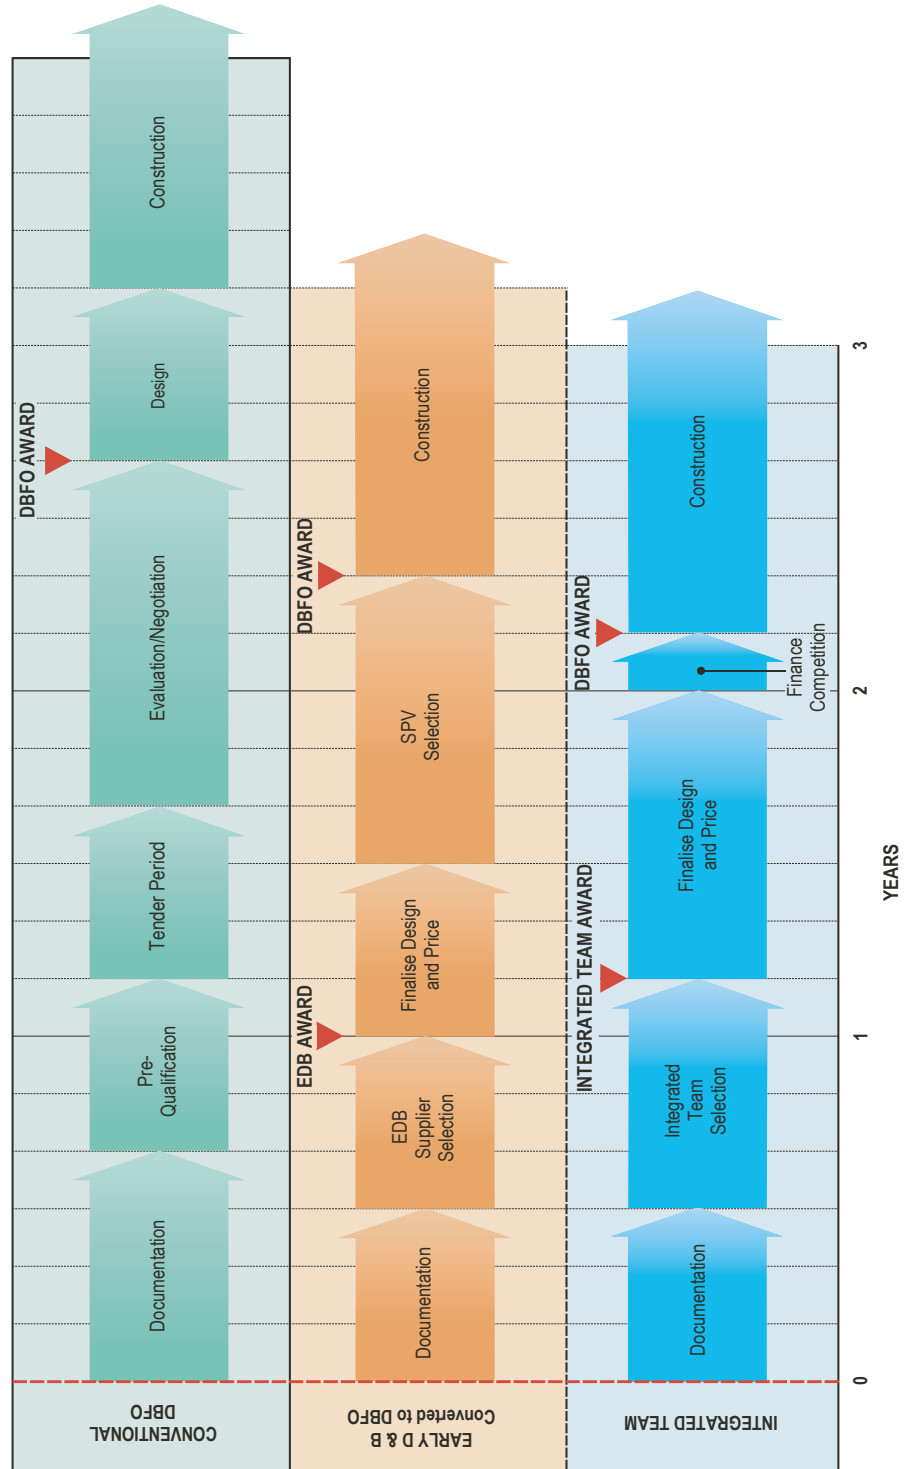 CONVENTIONAL
DBFO
Documentation
Pre-
Qualification
Tender Period
Evaluation/Negotiation
DBFO AWARD
Design
Construction
EARLY D & B
Converted to DBFO
Documentation
EDB
Supplier
Selection
EDB AWARD
Finalise Design
and Price
SPV
Selection
DBFO AWARD
Construction
INTEGRATED TEAM
Documentation
Integrated
Team
Selection
INTEGRATED TEAM AWARD
Finalise Design
and Price
Finance
Competition
DBFO AWARD
Construction
0
1
2
3
YEARS